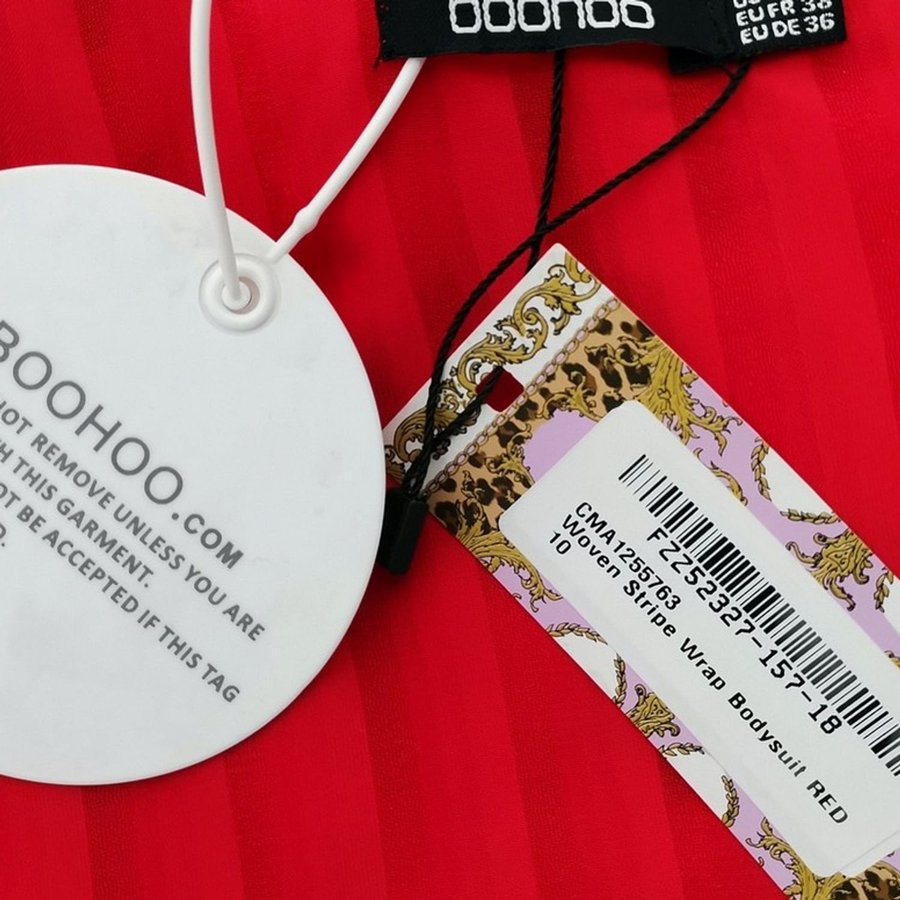 boohoo
EU FR 38
EU DE 36
BOOHOO.COM
NOT REMOVE UNLESS YOU ARE
THIS GARMENT.
BE ACCEPTED IF THIS TAG
FZZ52327-157-18
CMA1255763
Woven Stripe Wrap Bodysuit RED
10